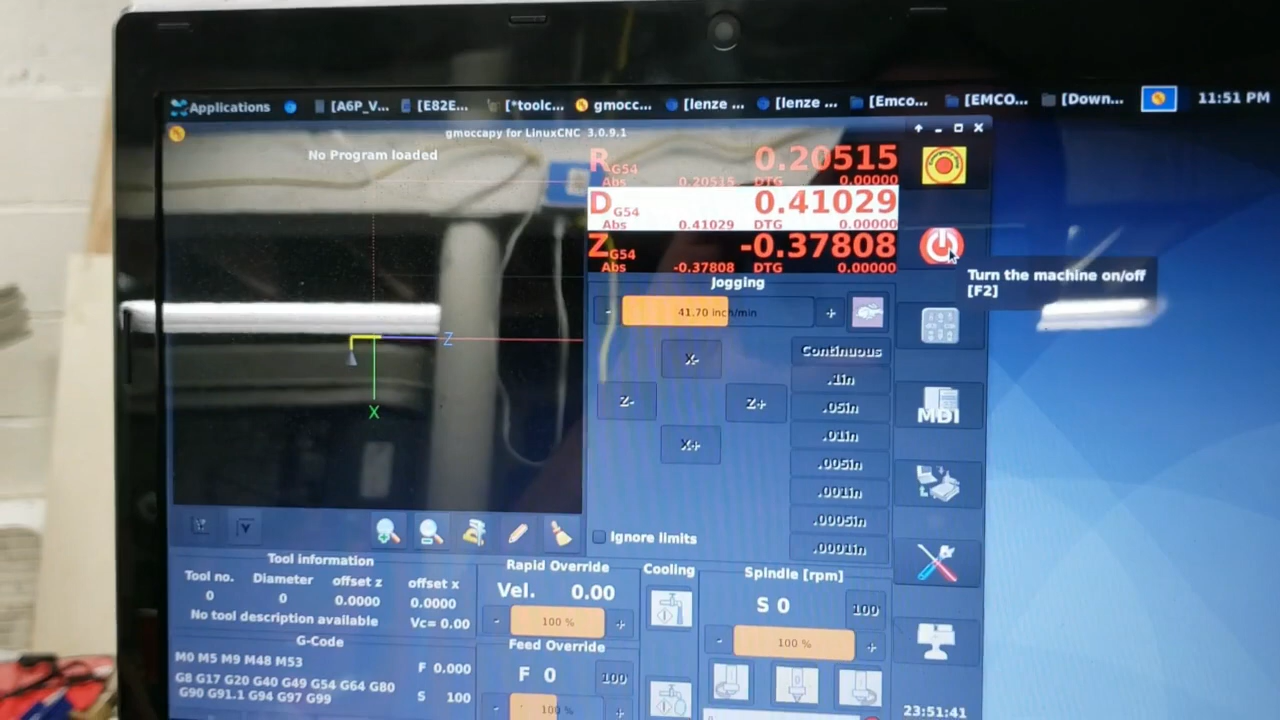 Applications [A6P_V... [E82E... [*toolc... gmocc... [lenze ... [lenze ... [Emco... [EMCO... [Down... 11:51 PM
gmoccapy for LinuxCNC 3.0.9.1
No Program loaded
R G54 0.20515
Abs 0.20515 DTG 0.00000
D G54 0.41029
Abs 0.41029 DTG 0.00000
Z G54 -0.37808
Abs -0.37808 DTG 0.00000
Turn the machine on/off
[F2]
Jogging
- 41.70 inch/min +
X-
Z- Z+
X+
Continuous
.1in
.05in
.01in
.005in
.001in
.0005in
.0001in
MDI
Z
X
Ignore limits
Tool information
Tool no. Diameter offset z offset x
0 0 0.0000 0.0000
No tool description available Vc= 0.00
G-Code
M0 M5 M9 M48 M53
G8 G17 G20 G40 G49 G54 G64 G80
G90 G91.1 G94 G97 G99
F 0.000
S 100
Rapid Override
Vel. 0.00
- 100 % +
Feed Override
F 0 100
- 100 % +
Cooling
Spindle [rpm]
S 0 100
- 100 % +
23:51:41